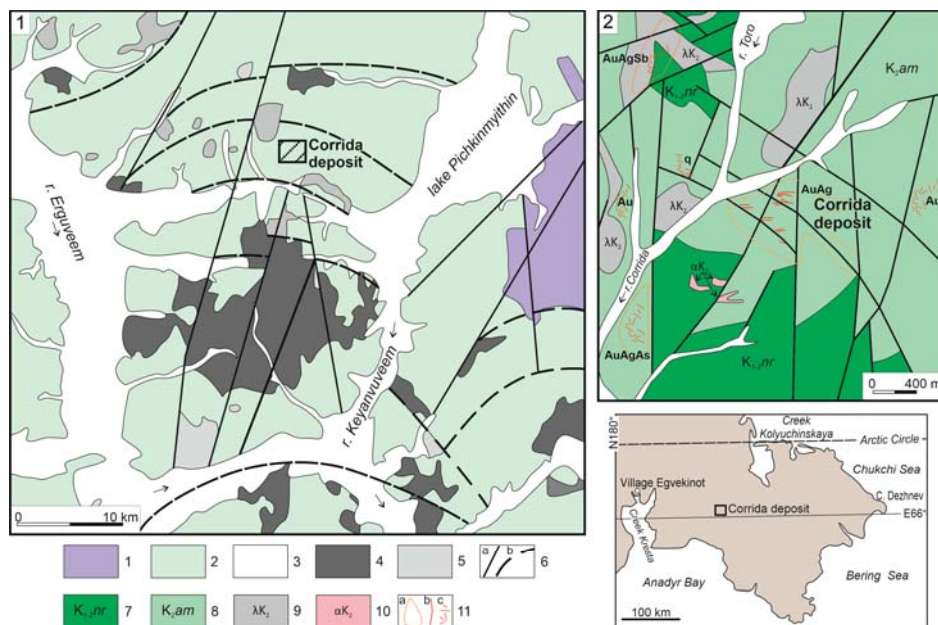 1
Corrida
deposit
lake Pichkinmyithin
r. Erguveem
r. Keyanvuveem
0 10 km
2
AuAgSb
λK₂
r. Toro
K₂am
K₁₋₂nr
λK₂
q
Au
AuAg
Corrida
deposit
Au
λK₂
λK₂
r. Corrida
αK₂
AuAgAs
K₁₋₂nr
0 400 m
N180°
Creek
Kolyuchinskaya
Arctic Circle
Chukchi Sea
Village Egvekinot
C. Dezhnev
Corrida deposit
E66°
Creek Kresta
Anadyr Bay
Bering Sea
100 km
1
2
3
4
5
a b 6
K₁₋₂nr 7
K₂am 8
λK₂ 9
αK₂ 10
a b c 11